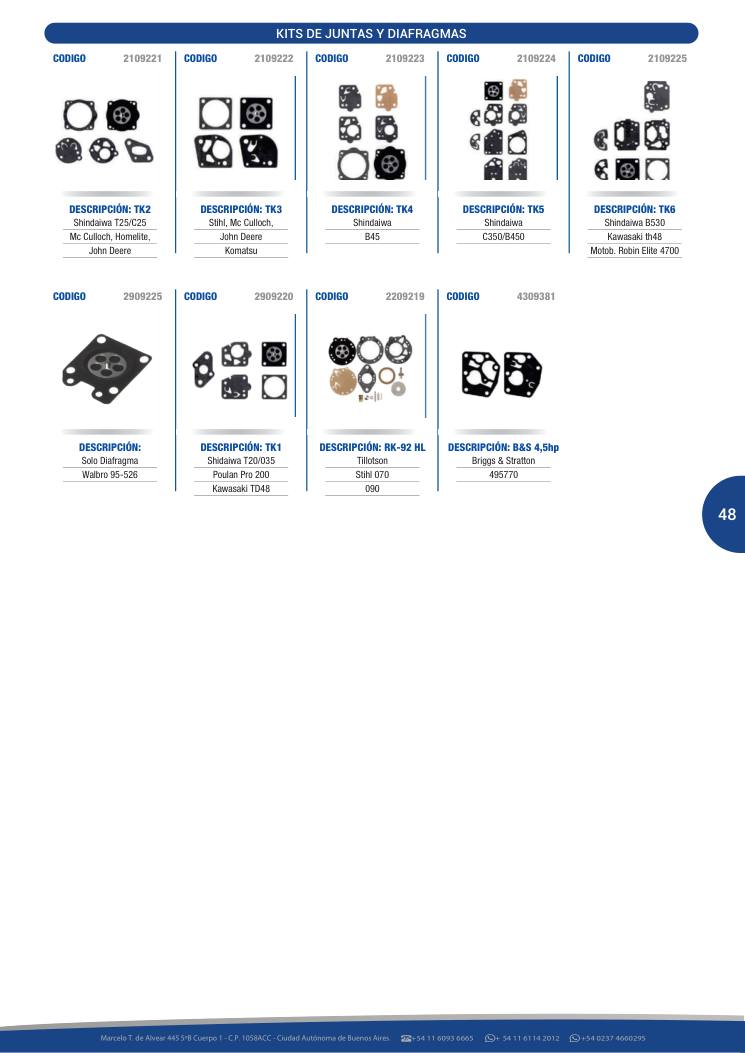 KITS DE JUNTAS Y DIAFRAGMAS
CODIGO 2109221
DESCRIPCIÓN: TK2
Shindaiwa T25/C25
Mc Culloch, Homelite,
John Deere
CODIGO 2109222
DESCRIPCIÓN: TK3
Stihl, Mc Culloch,
John Deere
Komatsu
CODIGO 2109223
DESCRIPCIÓN: TK4
Shindaiwa
B45
CODIGO 2109224
DESCRIPCIÓN: TK5
Shindaiwa
C350/B450
CODIGO 2109225
DESCRIPCIÓN: TK6
Shindaiwa B530
Kawasaki th48
Motob. Robin Elite 4700
CODIGO 2909225
DESCRIPCIÓN:
Solo Diafragma
Walbro 95-526
CODIGO 2909220
DESCRIPCIÓN: TK1
Shidaiwa T20/035
Poulan Pro 200
Kawasaki TD48
CODIGO 2209219
DESCRIPCIÓN: RK-92 HL
Tillotson
Stihl 070
090
CODIGO 4309381
DESCRIPCIÓN: B&S 4,5hp
Briggs & Stratton
495770
48
Marcelo T. de Alvear 445 5ºB Cuerpo 1 - C.P. 1058ACC - Ciudad Autónoma de Buenos Aires. +54 11 6093 6665 + 54 11 6114 2012 +54 0237 4660295